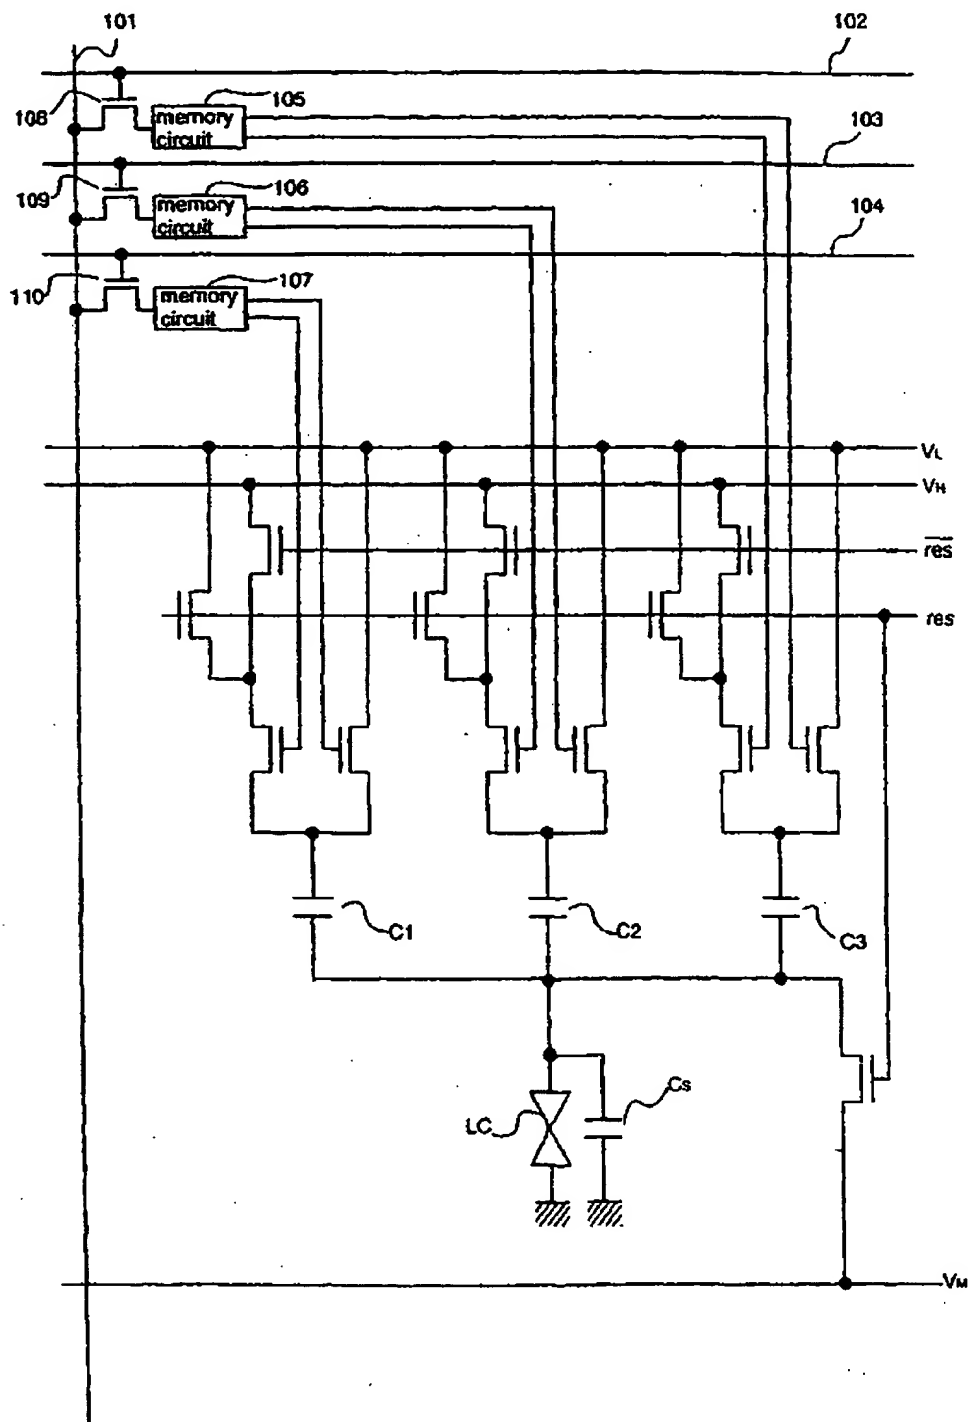 101
102
108
memory circuit
105
103
109
memory circuit
106
104
110
memory circuit
107
VL
VH
res
res
C1
C2
C3
LC
Cs
VM